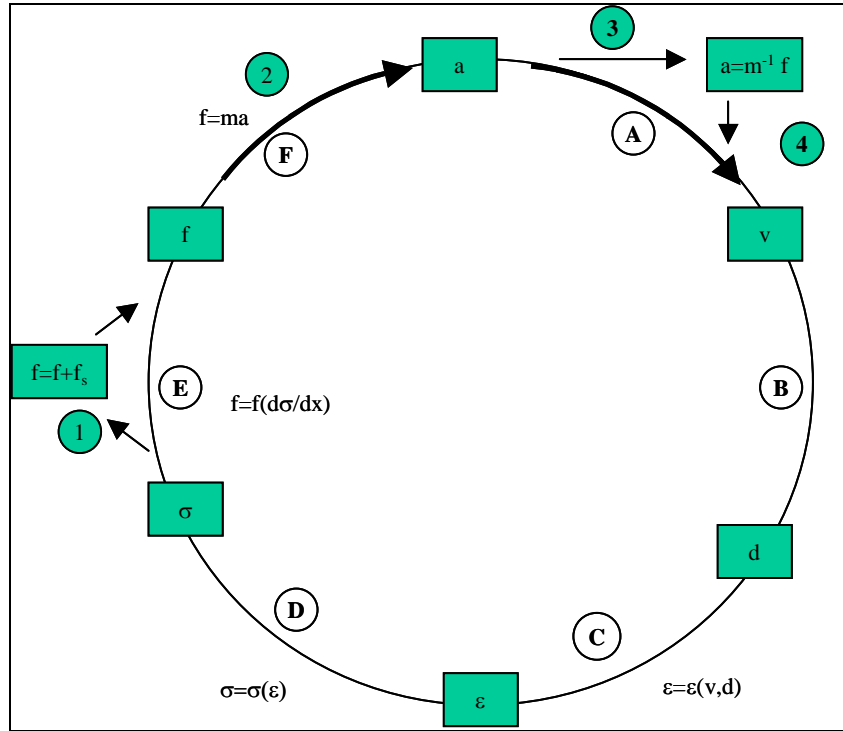 3
2
a
a=m⁻¹ f
f=ma
A
4
F
f
v
f=f+fₛ
E
B
f=f(dσ/dx)
1
σ
d
D
C
σ=σ(ε)
ε
ε=ε(v,d)